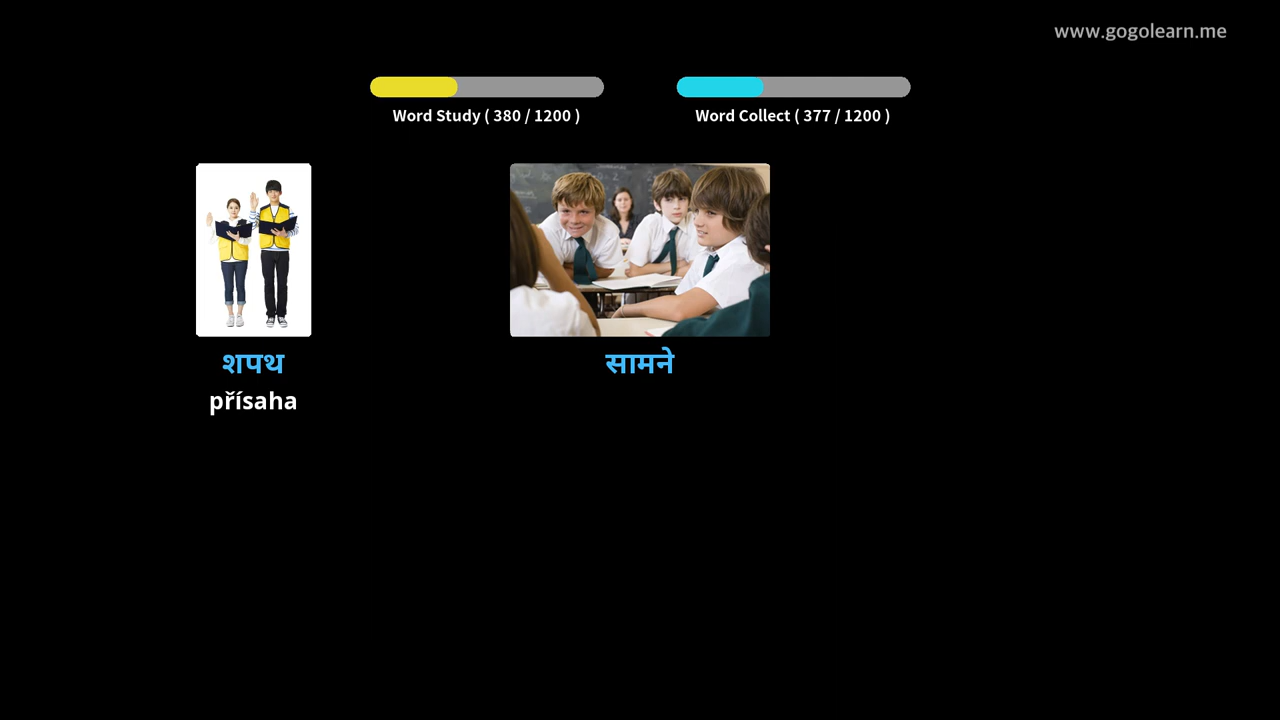 www.gogolearn.me
Word Study ( 380 / 1200 )
Word Collect ( 377 / 1200 )
शपथ
přísaha
सामने